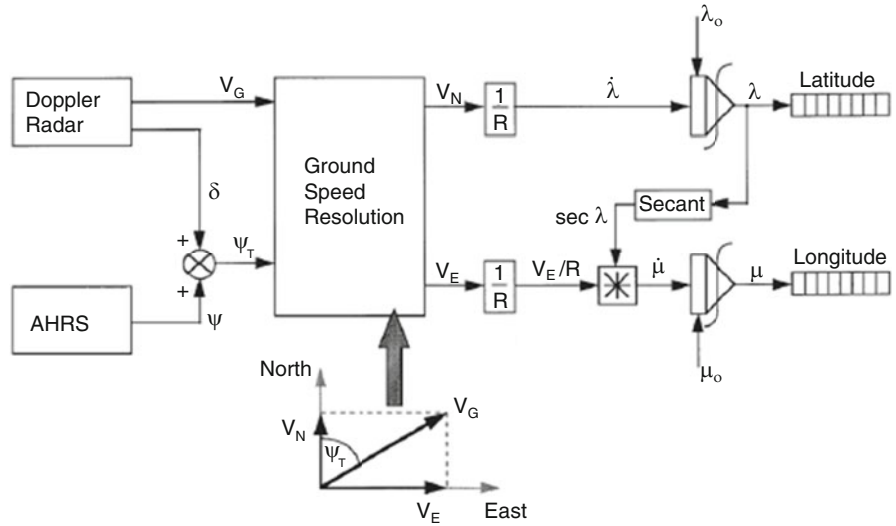 Doppler
Radar
V_G
δ
+
+
ψ_T
AHRS
ψ
Ground
Speed
Resolution
V_N
1
R
λ̇
λ_o
λ
Latitude
Secant
sec λ
V_E
1
R
V_E/R
μ̇
μ
Longitude
μ_o
North
V_N
V_G
ψ_T
V_E
East